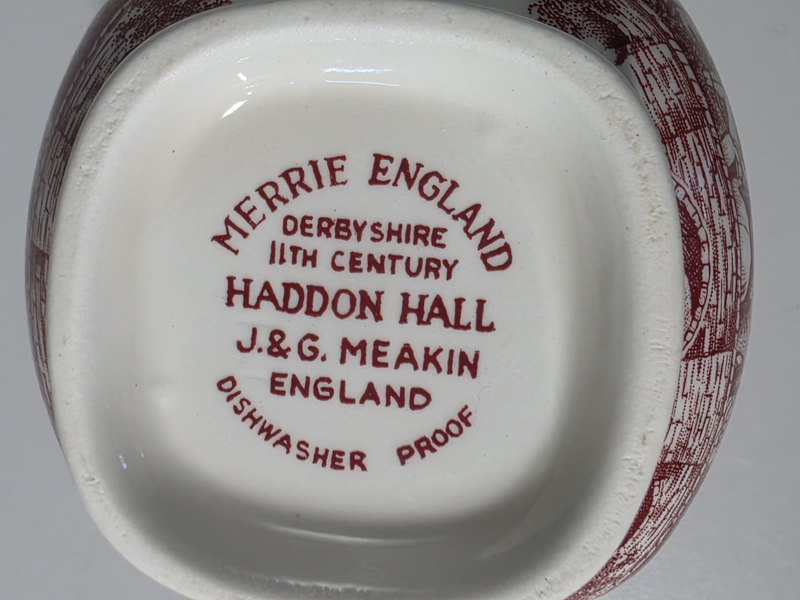 MERRIE ENGLAND
DERBYSHIRE
11TH CENTURY
HADDON HALL
J.&G. MEAKIN
ENGLAND
DISHWASHER PROOF